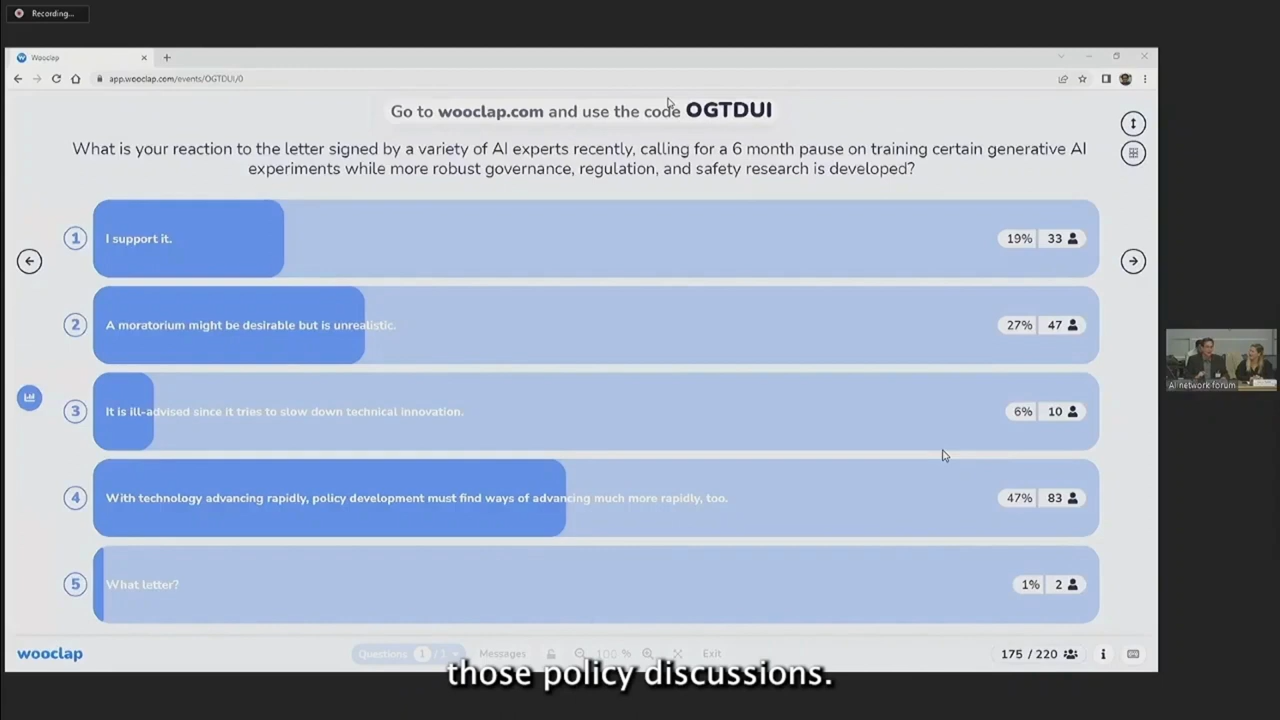 Recording...
Wooclap
app.wooclap.com/events/OGTDUI/0
Go to wooclap.com and use the code OGTDUI
What is your reaction to the letter signed by a variety of AI experts recently, calling for a 6 month pause on training certain generative AI
experiments while more robust governance, regulation, and safety research is developed?
1 I support it. 19% 33
2 A moratorium might be desirable but is unrealistic. 27% 47
3 It is ill-advised since it tries to slow down technical innovation. 6% 10
AI network forum
4 With technology advancing rapidly, policy development must find ways of advancing much more rapidly, too. 47% 83
5 What letter? 1% 2
wooclap Questions 1 / 1 Messages 100 % Exit 175 / 220
those policy discussions.